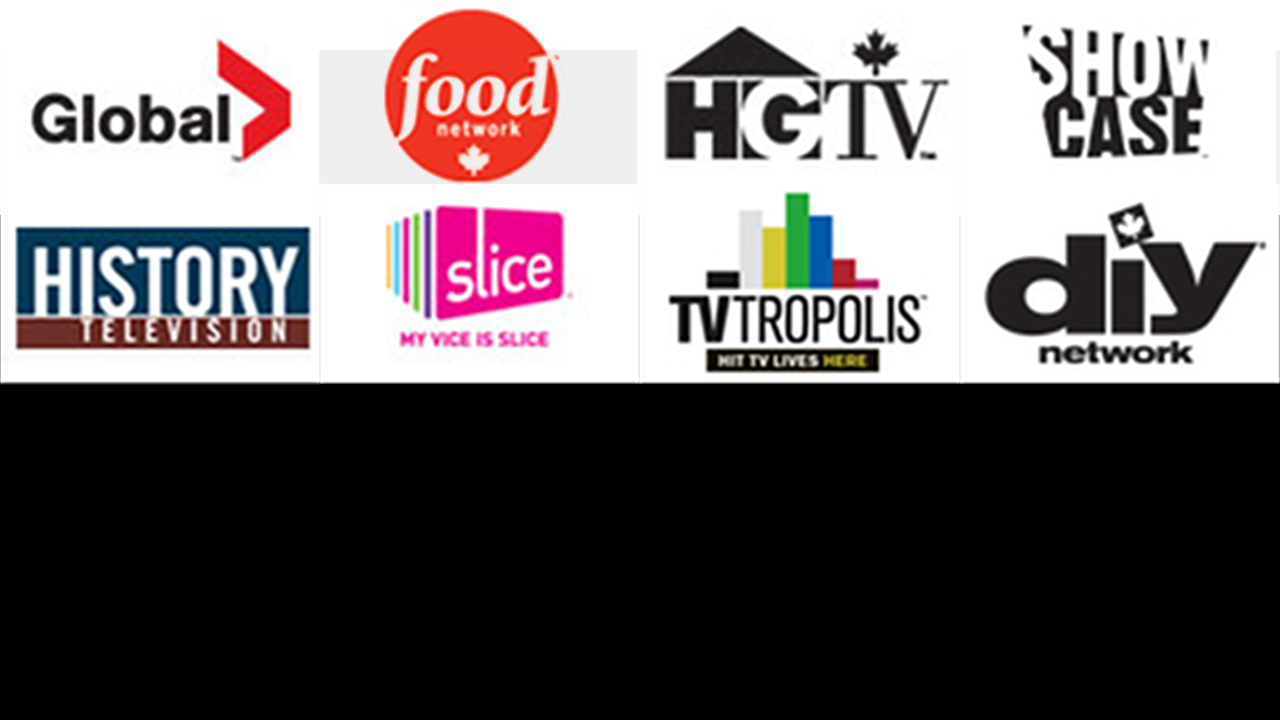 Global
food
network
HGTV
SHOW
CASE
HISTORY
TELEVISION
slice
MY VICE IS SLICE
TVTROPOLIS
HIT TV LIVES HERE
diy
network